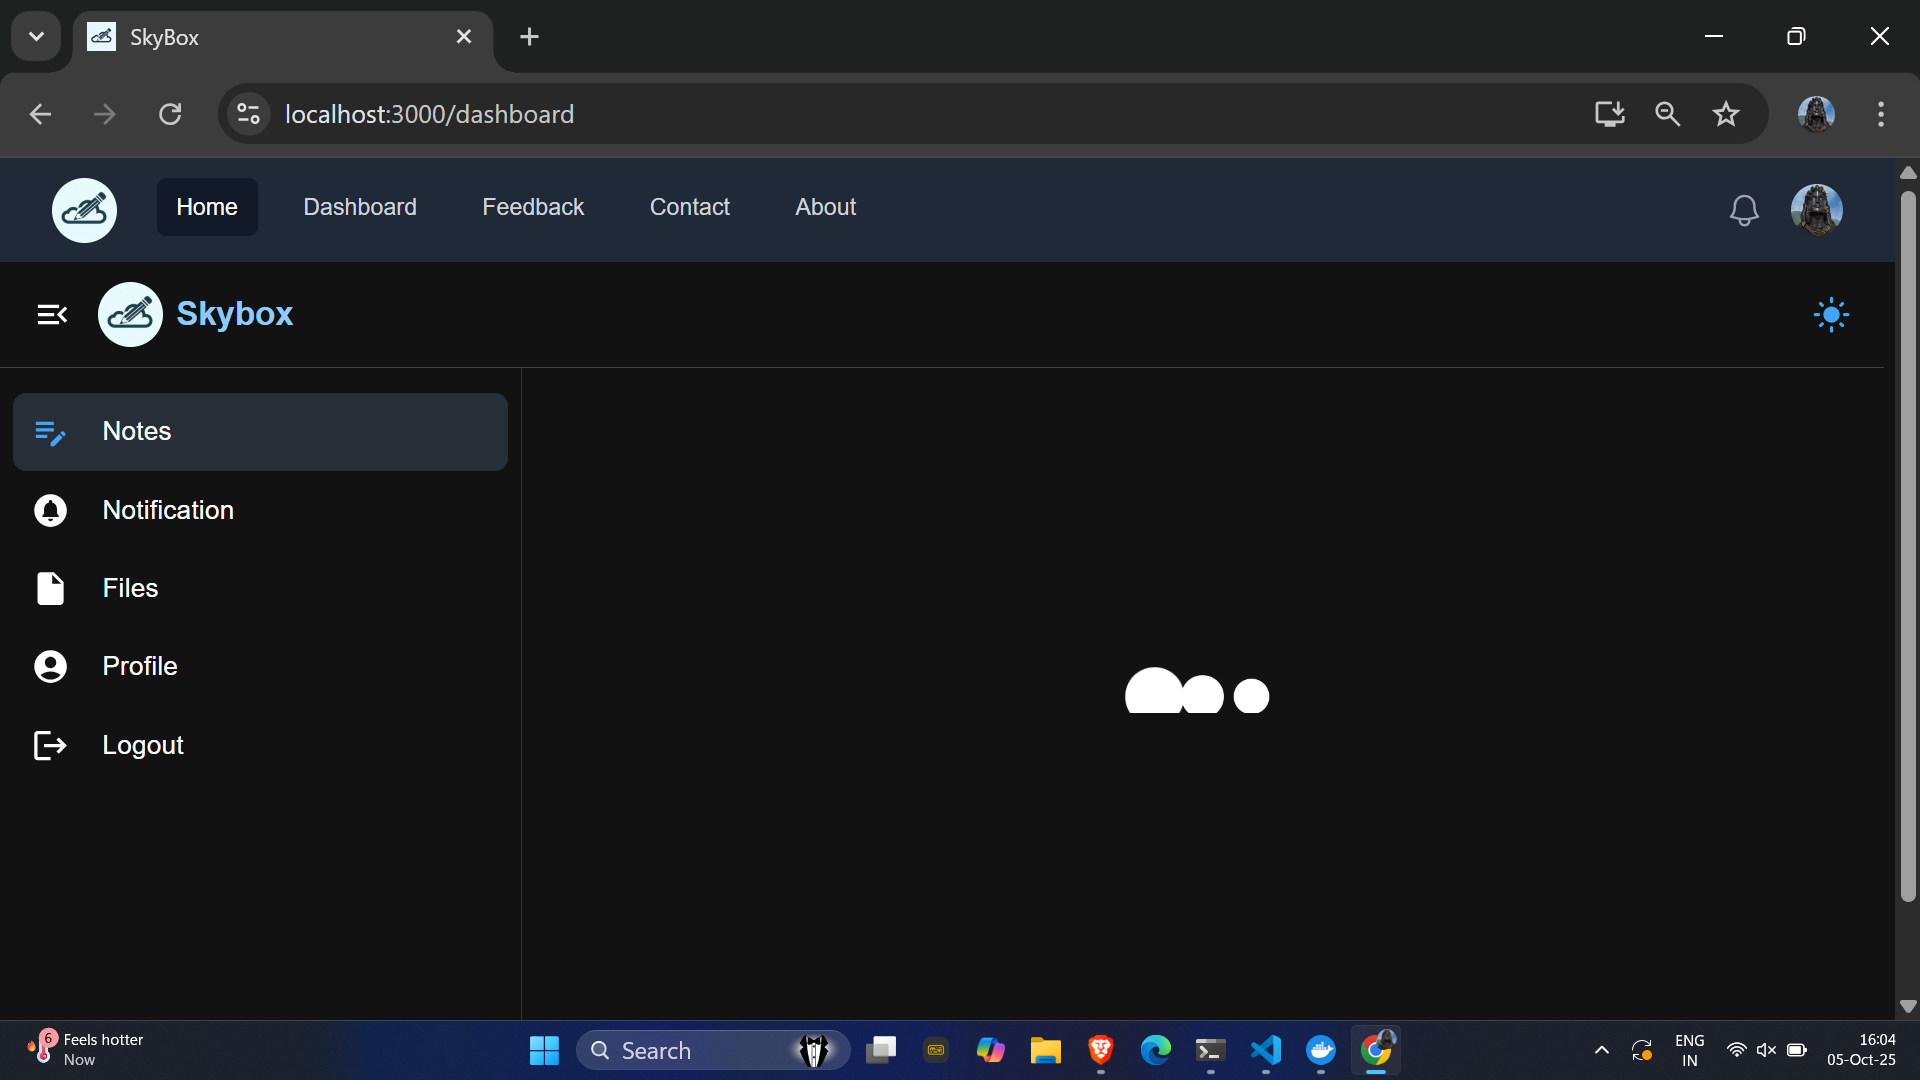 SkyBox
localhost:3000/dashboard
Home Dashboard Feedback Contact About
Skybox
Notes
Notification
Files
Profile
Logout
6 Feels hotter
Now
Search
ENG
IN
16:04
05-Oct-25